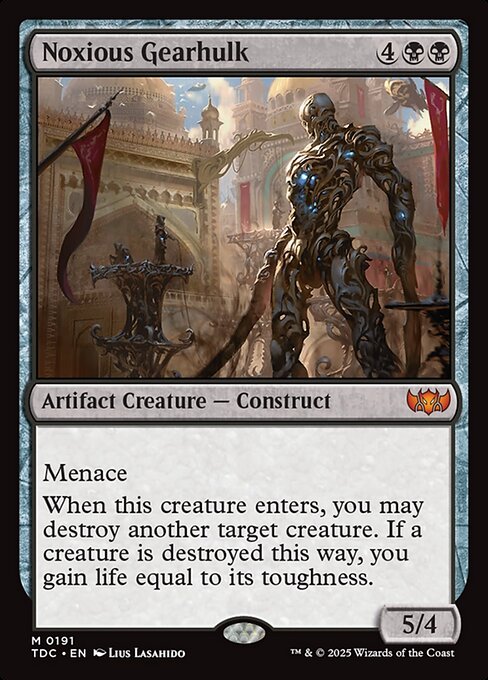 Noxious Gearhulk 4
Artifact Creature — Construct
Menace
When this creature enters, you may
destroy another target creature. If a
creature is destroyed this way, you
gain life equal to its toughness.
5/4
M 0191
TDC • EN Lius Lasahido
™ & © 2025 Wizards of the Coast